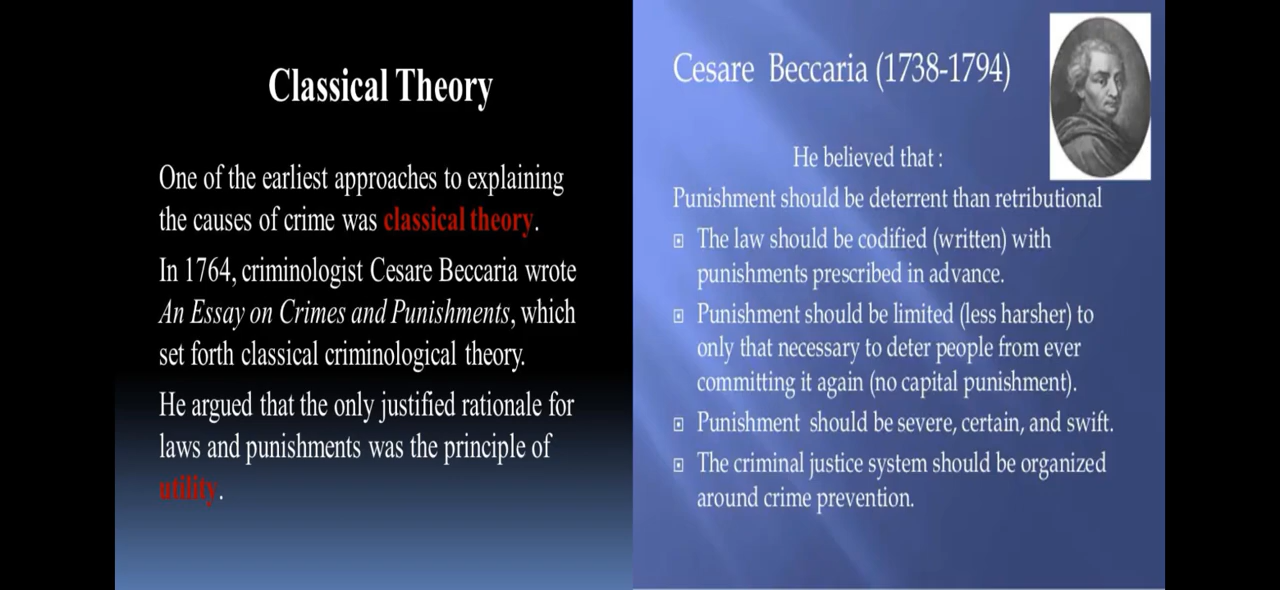 Classical Theory
One of the earliest approaches to explaining
the causes of crime was classical theory.
In 1764, criminologist Cesare Beccaria wrote
An Essay on Crimes and Punishments, which
set forth classical criminological theory.
He argued that the only justified rationale for
laws and punishments was the principle of
utility.
Cesare Beccaria (1738-1794)
He believed that :
Punishment should be deterrent than retributional
The law should be codified (written) with
punishments prescribed in advance.
Punishment should be limited (less harsher) to
only that necessary to deter people from ever
committing it again (no capital punishment).
Punishment should be severe, certain, and swift.
The criminal justice system should be organized
around crime prevention.